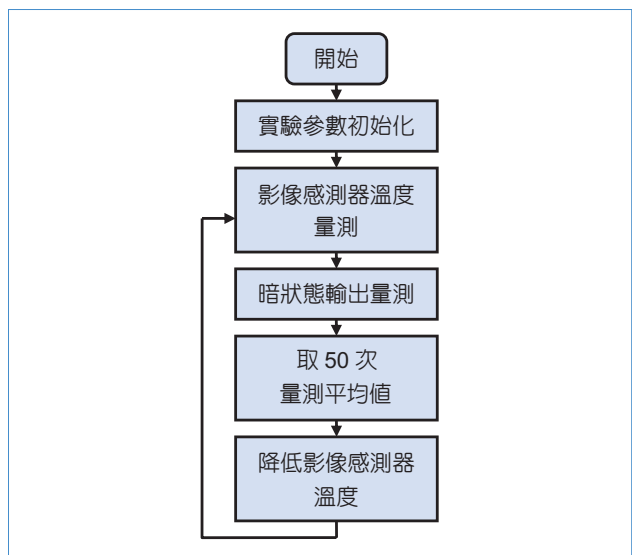 開始
實驗參數初始化
影像感測器溫度
量測
暗狀態輸出量測
取 50 次
量測平均值
降低影像感測器
溫度